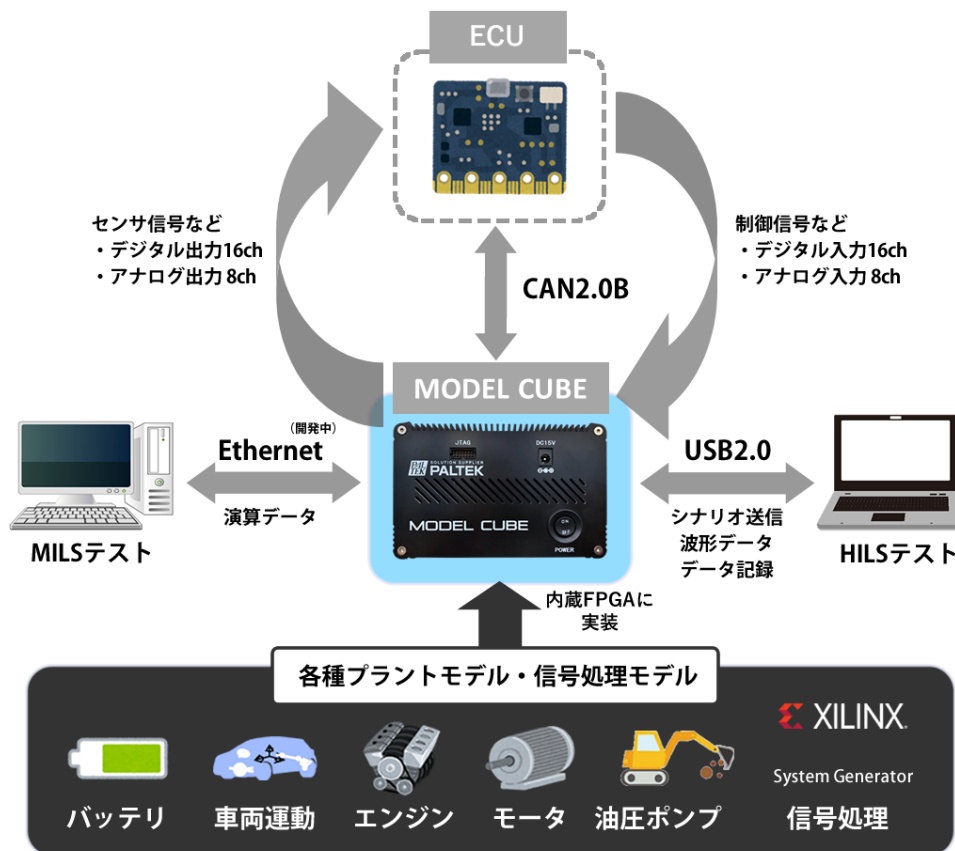 ECU
センサ信号など
・デジタル出力16ch
・アナログ出力 8ch
制御信号など
・デジタル入力16ch
・アナログ入力 8ch
CAN2.0B
MODEL CUBE
(開発中)
Ethernet
演算データ
MILSテスト
JTAG
DC15V
SOLUTION SUPPLIER
PALTEK
MODEL CUBE
ON
POWER
USB2.0
シナリオ送信
波形データ
データ記録
HILSテスト
内蔵FPGAに
実装
各種プラントモデル・信号処理モデル
XILINX
System Generator
バッテリ
車両運動
エンジン
モータ
油圧ポンプ
信号処理